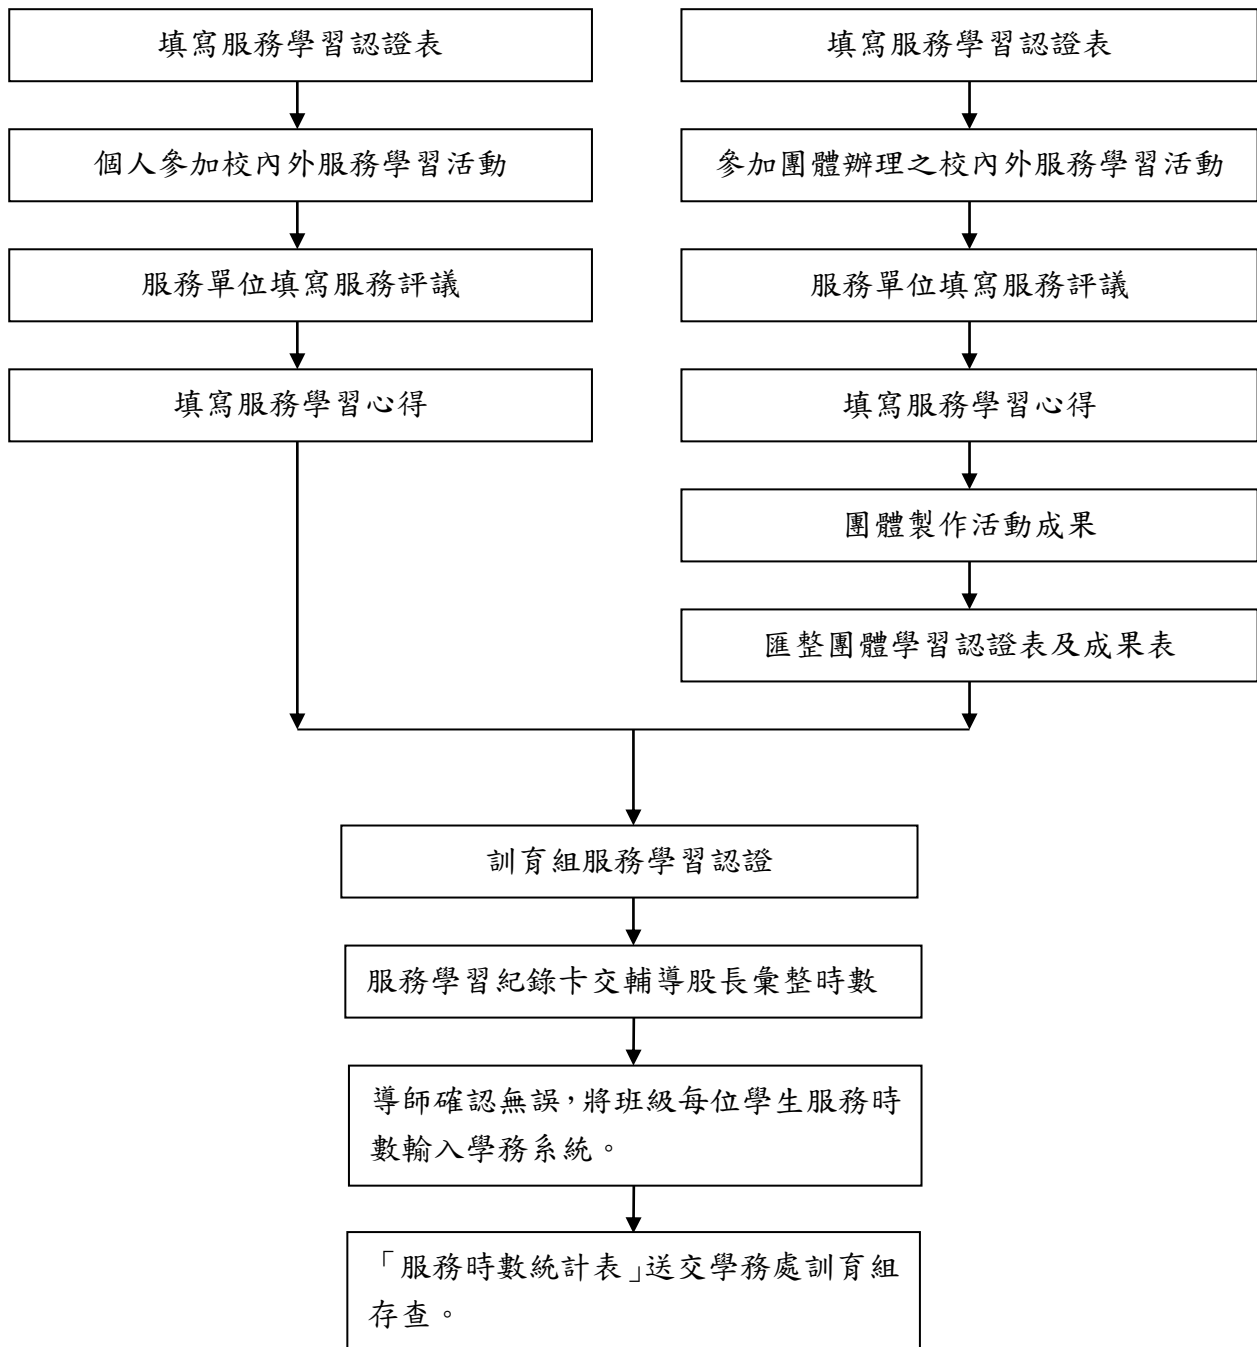 填寫服務學習認證表
填寫服務學習認證表
個人參加校內外服務學習活動
參加團體辦理之校內外服務學習活動
服務單位填寫服務評議
服務單位填寫服務評議
填寫服務學習心得
填寫服務學習心得
團體製作活動成果
匯整團體學習認證表及成果表
訓育組服務學習認證
服務學習紀錄卡交輔導股長彙整時數
導師確認無誤，將班級每位學生服務時
數輸入學務系統。
「服務時數統計表」送交學務處訓育組
存查。